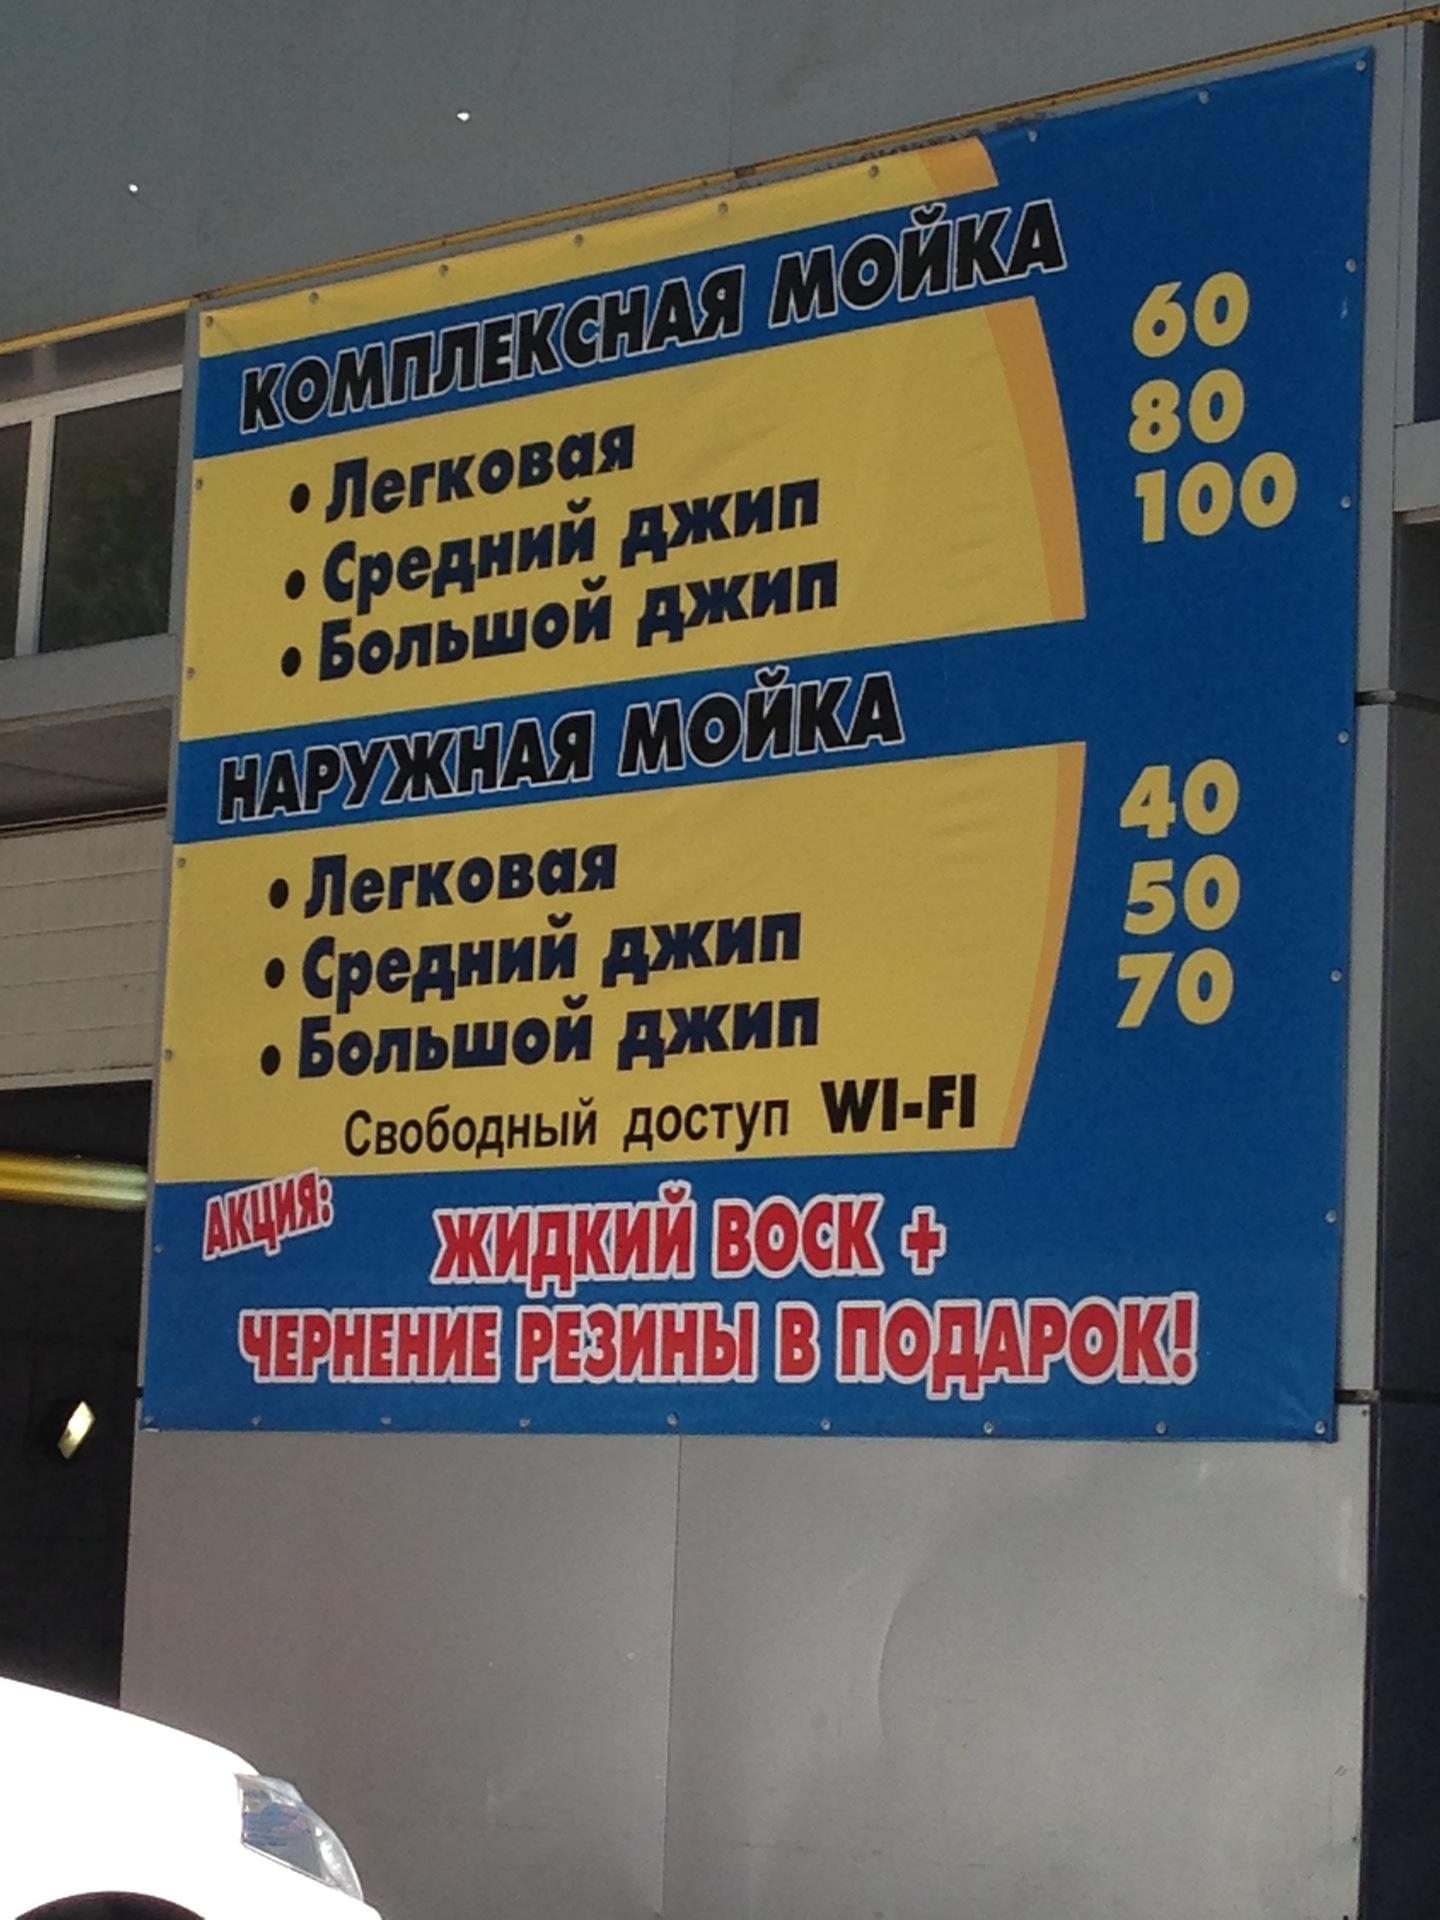 КОМПЛЕКСНАЯ МОЙКА
• Легковая 60
• Средний джип 80
• Большой джип 100
НАРУЖНАЯ МОЙКА
• Легковая 40
• Средний джип 50
• Большой джип 70
Свободный доступ WI-FI
АКЦИЯ:
ЖИДКИЙ ВОСК +
ЧЕРНЕНИЕ РЕЗИНЫ В ПОДАРОК!